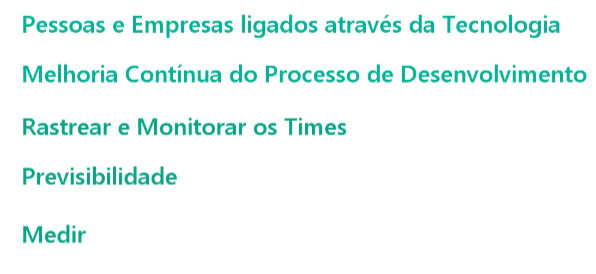 Pessoas e Empresas ligados através da Tecnologia
Melhoria Contínua do Processo de Desenvolvimento
Rastrear e Monitorar os Times
Previsibilidade
Medir